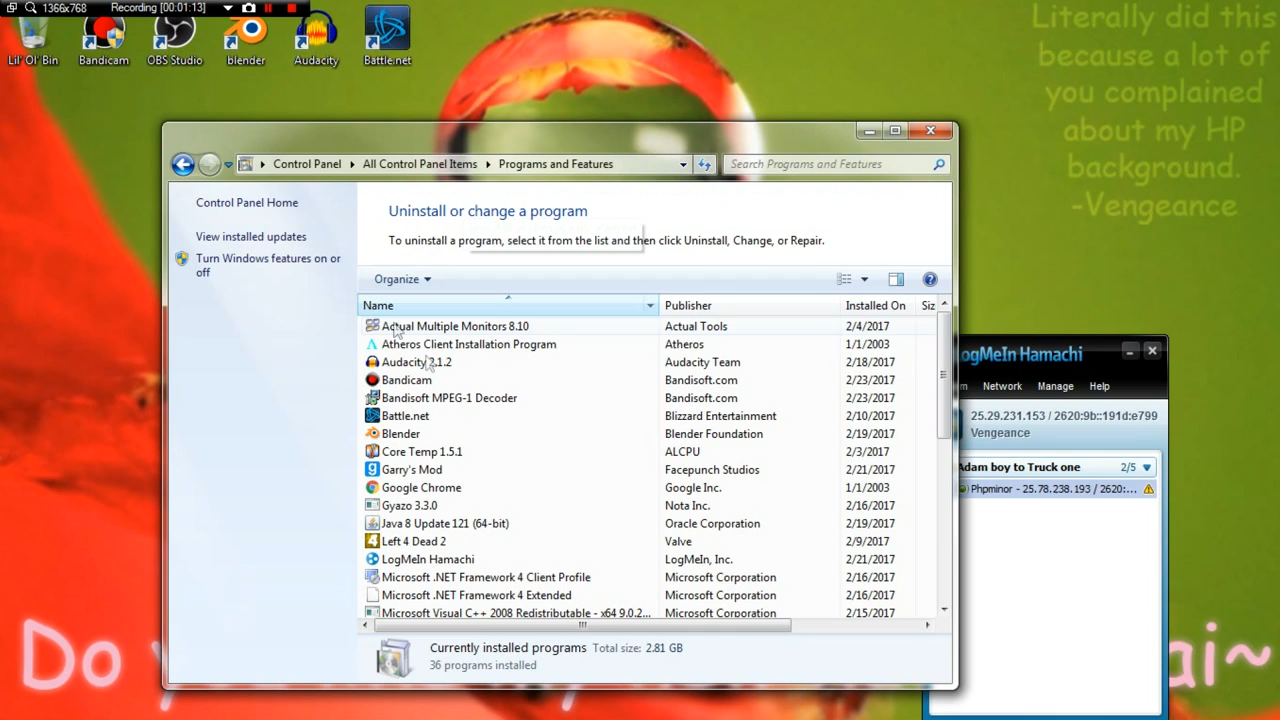 1366x768 Recording [00:01:13]
Lil' Ol' Bin Bandicam OBS Studio blender Audacity Battle.net
Literally did this
because a lot of
you complained
about my HP
background.
-Vengeance
Control Panel All Control Panel Items Programs and Features
Search Programs and Features
Control Panel Home
View installed updates
Turn Windows features on or
off
Uninstall or change a program
To uninstall a program, select it from the list and then click Uninstall, Change, or Repair.
Organize
Name Publisher Installed On Siz
Actual Multiple Monitors 8.10 Actual Tools 2/4/2017
Atheros Client Installation Program Atheros 1/1/2003
Audacity 2.1.2 Audacity Team 2/18/2017
Bandicam Bandisoft.com 2/23/2017
Bandisoft MPEG-1 Decoder Bandisoft.com 2/23/2017
Battle.net Blizzard Entertainment 2/10/2017
Blender Blender Foundation 2/19/2017
Core Temp 1.5.1 ALCPU 2/3/2017
Garry's Mod Facepunch Studios 2/21/2017
Google Chrome Google Inc. 1/1/2003
Gyazo 3.3.0 Nota Inc. 2/16/2017
Java 8 Update 121 (64-bit) Oracle Corporation 2/19/2017
Left 4 Dead 2 Valve 2/9/2017
LogMeIn Hamachi LogMeIn, Inc. 2/21/2017
Microsoft .NET Framework 4 Client Profile Microsoft Corporation 2/16/2017
Microsoft .NET Framework 4 Extended Microsoft Corporation 2/16/2017
Microsoft Visual C++ 2008 Redistributable - x64 9.0.2... Microsoft Corporation 2/15/2017
Currently installed programs Total size: 2.81 GB
36 programs installed
LogMeIn Hamachi
m Network Manage Help
25.29.231.153 / 2620:9b::191d:e799
Vengeance
Adam boy to Truck one 2/5
Phpminor - 25.78.238.193 / 2620:...
Do ai~